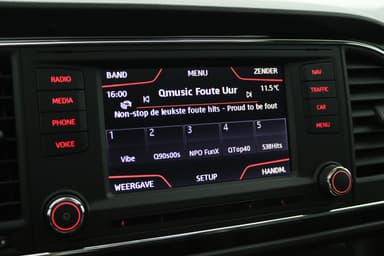 RADIO
MEDIA
PHONE
VOICE
BAND MENU ZENDER
16:00 Qmusic Foute Uur 11.5°C
Non-stop de leukste foute hits - Proud to be fout
1 2 3 4 5
Vibe Q90s00s NPO FunX QTop40 538Hits
WEERGAVE SETUP HANDM.
NAV
TRAFFIC
CAR
MENU